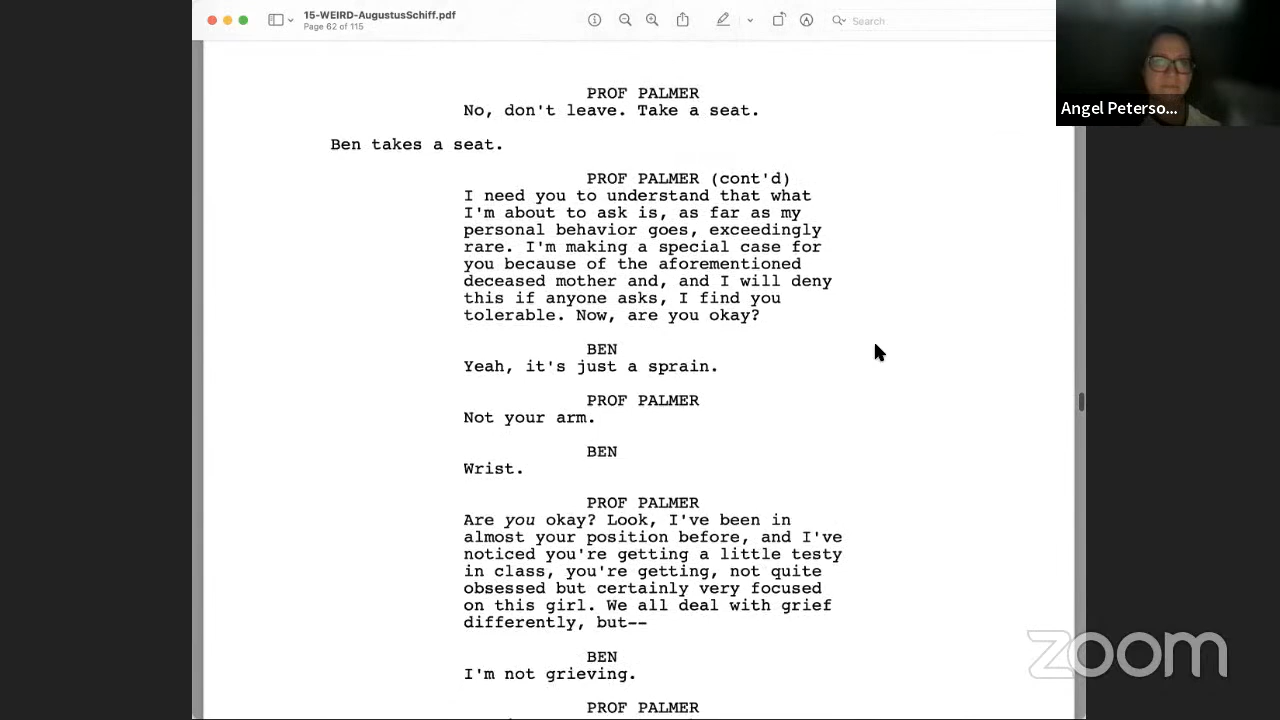 15-WEIRD-AugustusSchiff.pdf
Page 62 of 115
Search
Angel Peterso...
PROF PALMER
No, don't leave. Take a seat.
Ben takes a seat.
PROF PALMER (cont'd)
I need you to understand that what
I'm about to ask is, as far as my
personal behavior goes, exceedingly
rare. I'm making a special case for
you because of the aforementioned
deceased mother and, and I will deny
this if anyone asks, I find you
tolerable. Now, are you okay?
BEN
Yeah, it's just a sprain.
PROF PALMER
Not your arm.
BEN
Wrist.
PROF PALMER
Are you okay? Look, I've been in
almost your position before, and I've
noticed you're getting a little testy
in class, you're getting, not quite
obsessed but certainly very focused
on this girl. We all deal with grief
differently, but--
BEN
I'm not grieving.
PROF PALMER
zoom